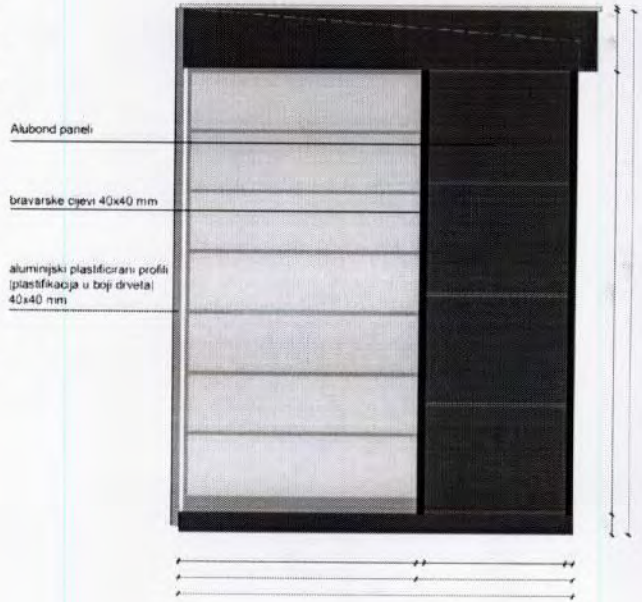 Alubond paneli
bravarske cijevi 40x40 mm
aluminijski plastificirani profili
(plastifikacija u boji drveta)
40x40 mm